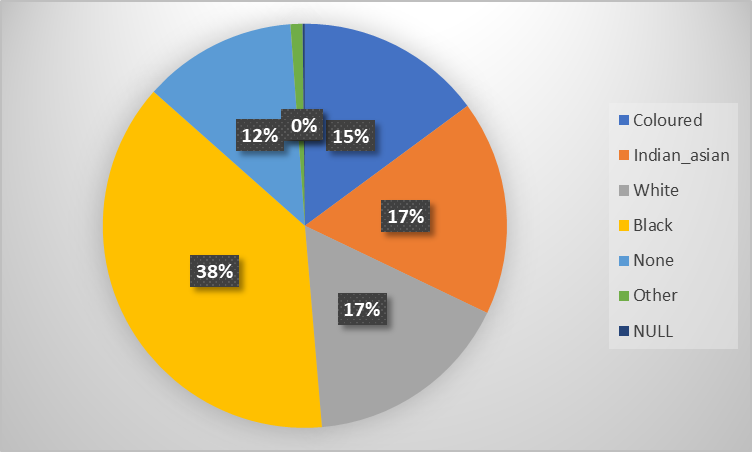 12%
0%
15%
17%
38%
17%
Coloured
Indian_asian
White
Black
None
Other
NULL